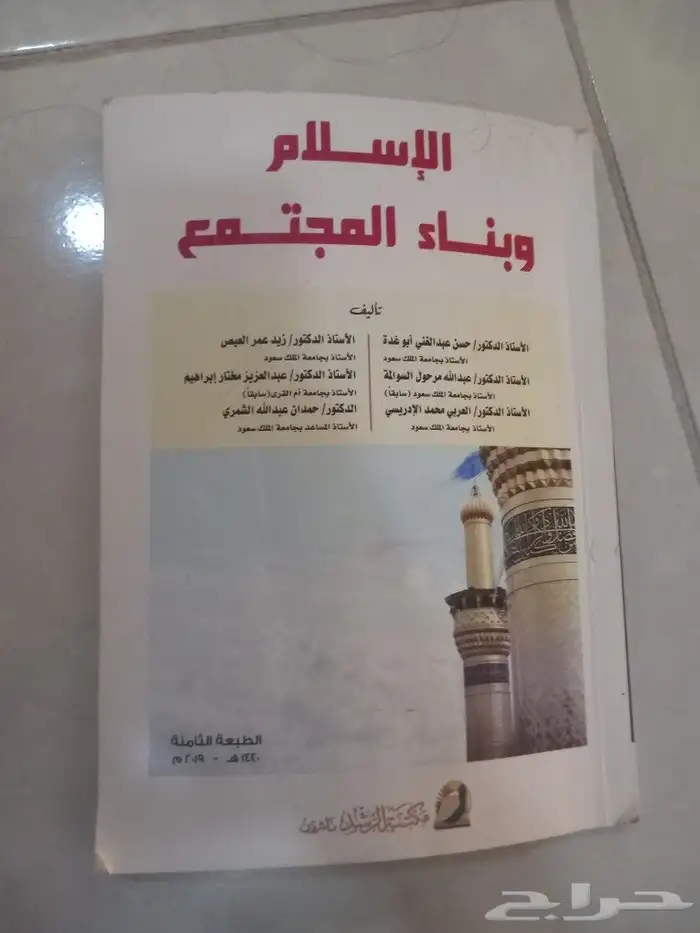 الإسلام
وبناء المجتمع
تأليف
الأستاذ الدكتور/ حسن عبدالغني أبو غدة
الأستاذ بجامعة الملك سعود
الأستاذ الدكتور/ عبدالله مرحول السوالمة
الأستاذ بجامعة الملك سعود (سابقاً)
الأستاذ الدكتور/ العربي محمد الإدريسي
الأستاذ بجامعة الملك سعود
الأستاذ الدكتور/ زيد عمر العيص
الأستاذ بجامعة الملك سعود
الأستاذ الدكتور/ عبدالعزيز مختار إبراهيم
الأستاذ بجامعة أم القرى (سابقاً)
الدكتور/ حمدان عبدالله الشمري
الأستاذ المساعد بجامعة الملك سعود
الطبعة الثامنة
١٤٤٠هـ - ٢٠١٩م
مكتبة الرشد ناشرون
حراج